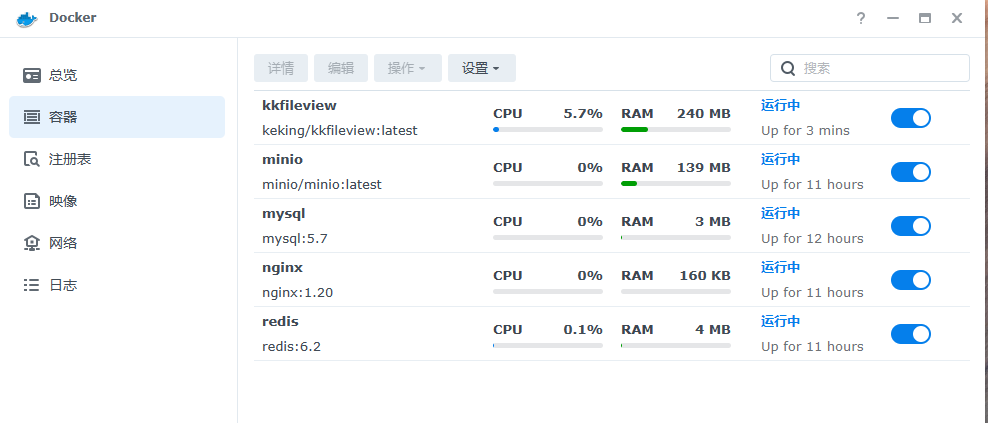 Docker
?
总览
容器
注册表
映像
网络
日志
详情 编辑 操作 设置 搜索
kkfileview CPU 5.7% RAM 240 MB 运行中
keking/kkfileview:latest Up for 3 mins
minio CPU 0% RAM 139 MB 运行中
minio/minio:latest Up for 11 hours
mysql CPU 0% RAM 3 MB 运行中
mysql:5.7 Up for 12 hours
nginx CPU 0% RAM 160 KB 运行中
nginx:1.20 Up for 11 hours
redis CPU 0.1% RAM 4 MB 运行中
redis:6.2 Up for 11 hours